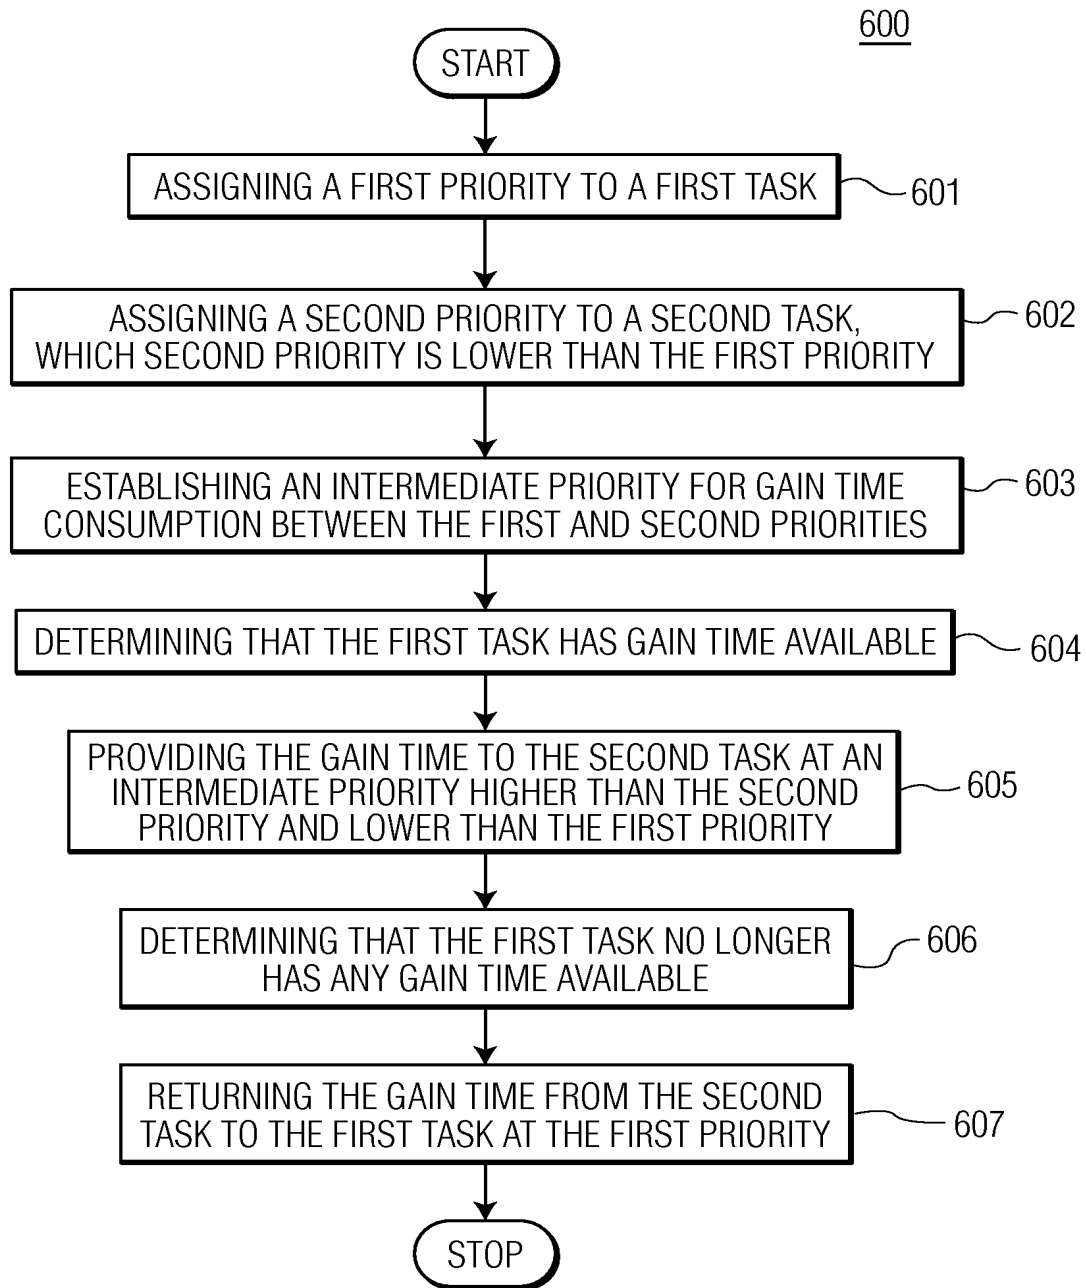 600
START
ASSIGNING A FIRST PRIORITY TO A FIRST TASK
601
ASSIGNING A SECOND PRIORITY TO A SECOND TASK,
WHICH SECOND PRIORITY IS LOWER THAN THE FIRST PRIORITY
602
ESTABLISHING AN INTERMEDIATE PRIORITY FOR GAIN TIME
CONSUMPTION BETWEEN THE FIRST AND SECOND PRIORITIES
603
DETERMINING THAT THE FIRST TASK HAS GAIN TIME AVAILABLE
604
PROVIDING THE GAIN TIME TO THE SECOND TASK AT AN
INTERMEDIATE PRIORITY HIGHER THAN THE SECOND
PRIORITY AND LOWER THAN THE FIRST PRIORITY
605
DETERMINING THAT THE FIRST TASK NO LONGER
HAS ANY GAIN TIME AVAILABLE
606
RETURNING THE GAIN TIME FROM THE SECOND
TASK TO THE FIRST TASK AT THE FIRST PRIORITY
607
STOP